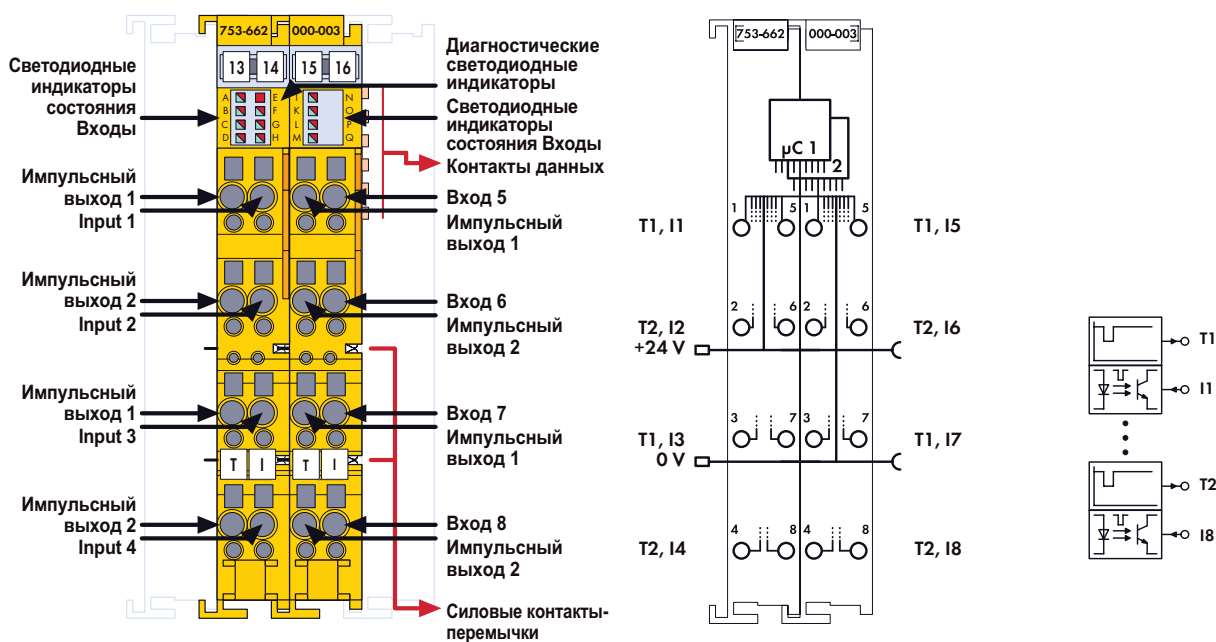 753-662 000-003
13 14 15 16
Светодиодные
индикаторы
состояния
Входы
A E I N
B F K O
C G L P
D H M Q
Диагностические
светодиодные
индикаторы
Светодиодные
индикаторы
состояния Входы
Контакты данных
Импульсный
выход 1
Input 1
Вход 5
Импульсный
выход 1
Импульсный
выход 2
Input 2
Вход 6
Импульсный
выход 2
Импульсный
выход 1
Input 3
Вход 7
Импульсный
выход 1
T I T I
Импульсный
выход 2
Input 4
Вход 8
Импульсный
выход 2
Силовые контакты-
перемычки
753-662 000-003
µC 1
2
1 5 1 5
T1, I1
T1, I5
2 6 2 6
T2, I2
+24 V
T2, I6
3 7 3 7
T1, I3
0 V
T1, I7
4 8 4 8
T2, I4
T2, I8
T1
I1
T2
I8